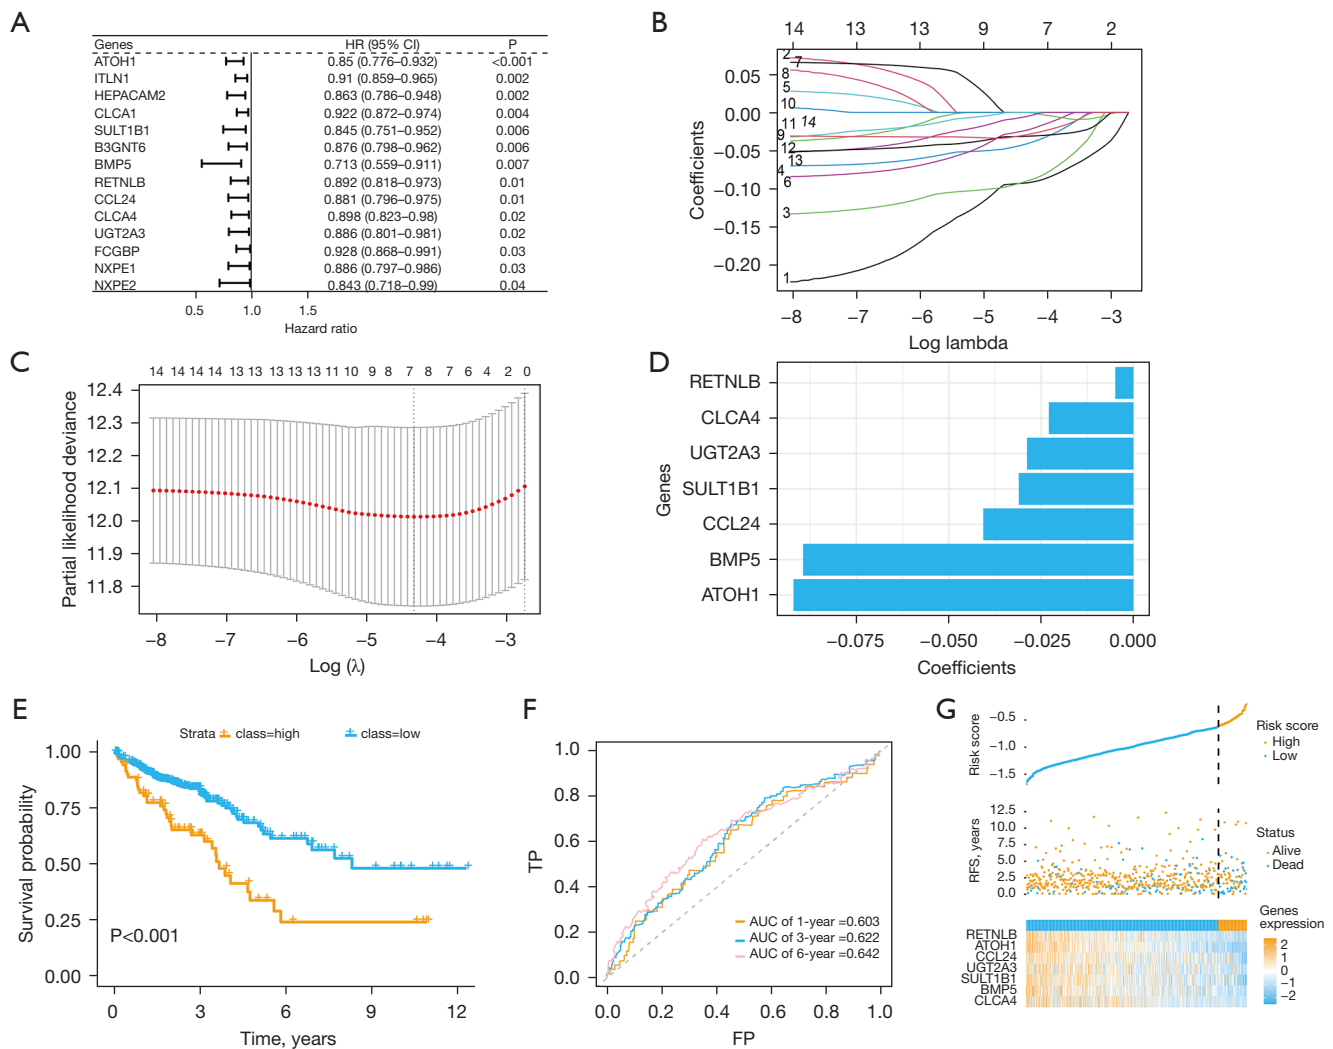 A
Genes HR (95% CI) P
ATOH1 0.85 (0.776–0.932) <0.001
ITLN1 0.91 (0.859–0.965) 0.002
HEPACAM2 0.863 (0.786–0.948) 0.002
CLCA1 0.922 (0.872–0.974) 0.004
SULT1B1 0.845 (0.751–0.952) 0.006
B3GNT6 0.876 (0.798–0.962) 0.006
BMP5 0.713 (0.559–0.911) 0.007
RETNLB 0.892 (0.818–0.973) 0.01
CCL24 0.881 (0.796–0.975) 0.01
CLCA4 0.898 (0.823–0.98) 0.02
UGT2A3 0.886 (0.801–0.981) 0.02
FCGBP 0.928 (0.868–0.991) 0.03
NXPE1 0.886 (0.797–0.986) 0.03
NXPE2 0.843 (0.718–0.99) 0.04
0.5 1.0 1.5
Hazard ratio
B
14 13 13 9 7 2
Coefficients
0.05
0.00
−0.05
−0.10
−0.15
−0.20
2
7
8
5
10
11 14
9
12
13
4
6
3
1
−8 −7 −6 −5 −4 −3
Log lambda
C
14 14 14 14 13 13 13 13 11 10 9 8 7 8 7 6 4 2 0
Partial likelihood deviance
12.4
12.3
12.2
12.1
12.0
11.9
11.8
−8 −7 −6 −5 −4 −3
Log (λ)
D
Genes
RETNLB
CLCA4
UGT2A3
SULT1B1
CCL24
BMP5
ATOH1
−0.075 −0.050 −0.025 0.000
Coefficients
E
Strata class=high class=low
Survival probability
1.00
0.75
0.50
0.25
0.00
P<0.001
0 3 6 9 12
Time, years
F
TP
1.0
0.8
0.6
0.4
0.2
0.0
AUC of 1-year =0.603
AUC of 3-year =0.622
AUC of 6-year =0.642
0.0 0.2 0.4 0.6 0.8 1.0
FP
G
Risk score
−0.5
−1.0
−1.5
Risk score
High
Low
RFS, years
12.5
10.0
7.5
5.0
2.5
0.0
Status
Alive
Dead
RETNLB
ATOH1
CCL24
UGT2A3
SULT1B1
BMP5
CLCA4
Genes
expression
2
1
0
−1
−2